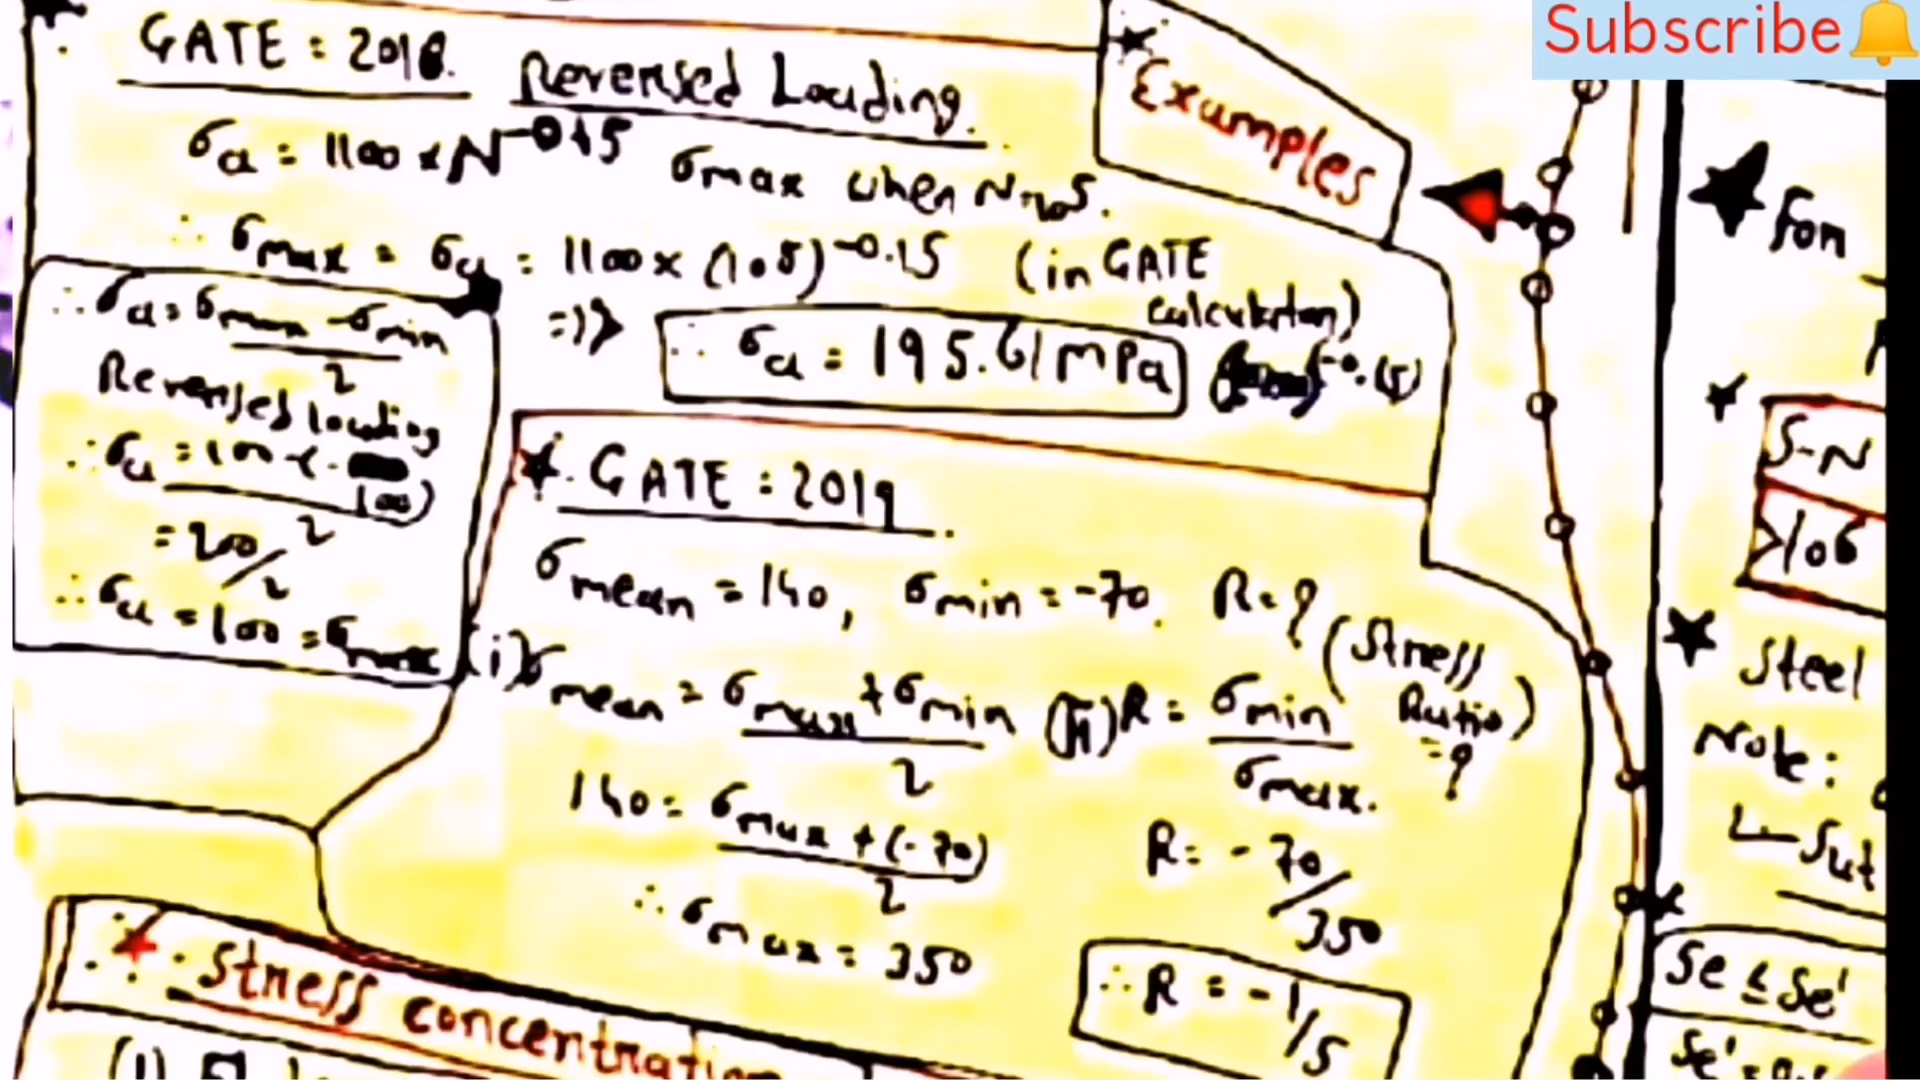 Subscribe
GATE : 2018. Reversed Loading.
σa = 1100 × N^-0.15 σmax when N=10^5.
∴ σmax = σa = 1100 × (10^5)^-0.15 (in GATE calculator)
=>> ∴ σa = 195.61 MPa
∴ σa = σmax - σmin / 2
Reversed loading
∴ σa = 100 - (-100) / 2
= 200/2
∴ σa = 100 = σmax
Examples
GATE : 2019.
σmean = 140, σmin = -70. R = ? (Stress Ratio) = ?
(i) σmean = σmax + σmin / 2
140 = σmax + (-70) / 2
∴ σmax = 350
(ii) R = σmin / σmax.
R = -70/350
∴ R = -1/5
Stress concentration
for
S-N
>10^6
Steel
Note:
Sut
Se ≤ Se'
Se' =